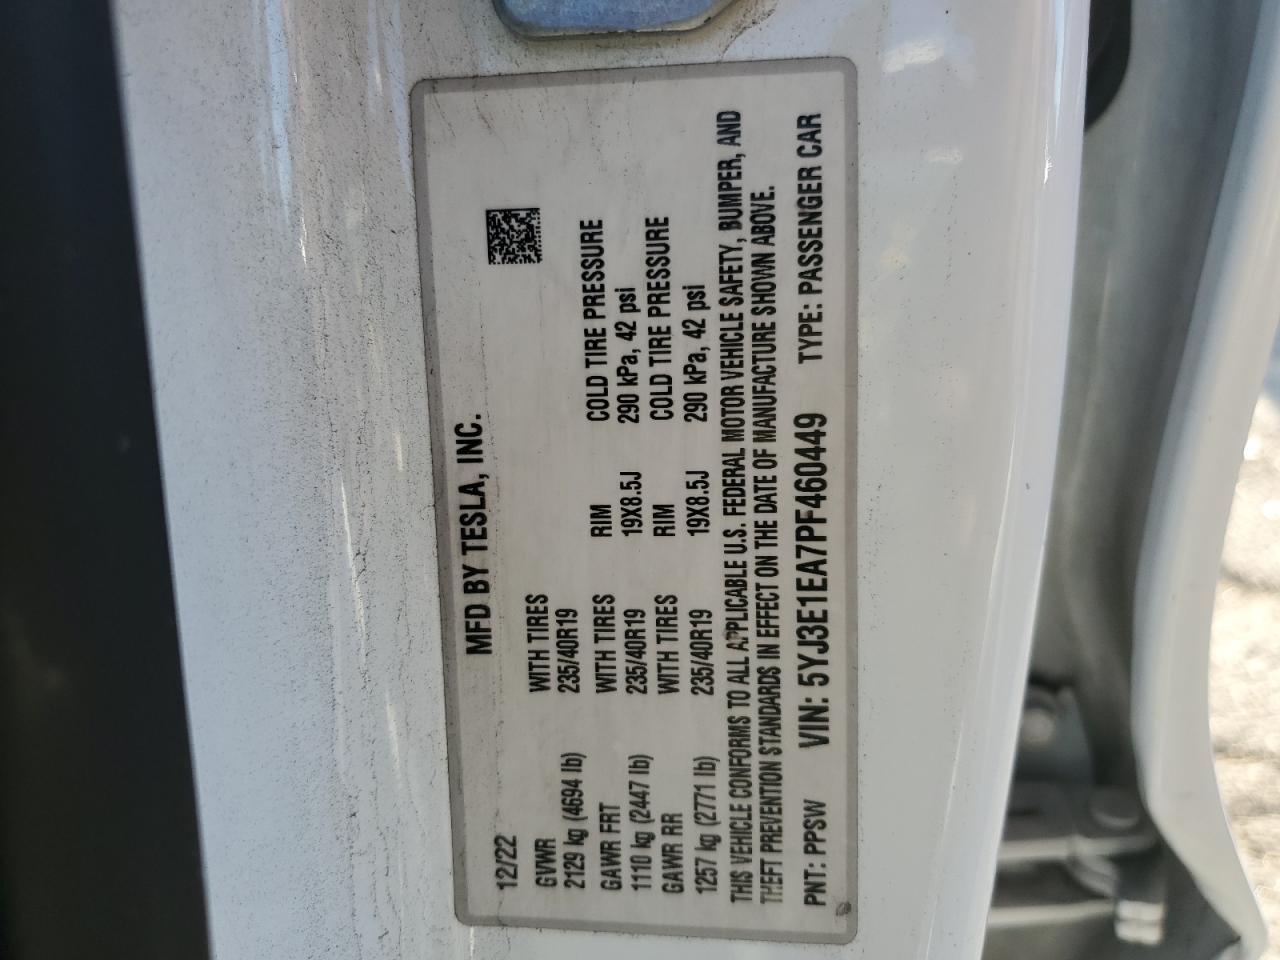 MFD BY TESLA, INC.
12/22
GVWR WITH TIRES
2129 kg (4694 lb) 235/40R19
GAWR FRT WITH TIRES RIM COLD TIRE PRESSURE
1110 kg (2447 lb) 235/40R19 19X8.5J 290 kPa, 42 psi
GAWR RR WITH TIRES RIM COLD TIRE PRESSURE
1257 kg (2771 lb) 235/40R19 19X8.5J 290 kPa, 42 psi
THIS VEHICLE CONFORMS TO ALL APPLICABLE U.S. FEDERAL MOTOR VEHICLE SAFETY, BUMPER, AND
THEFT PREVENTION STANDARDS IN EFFECT ON THE DATE OF MANUFACTURE SHOWN ABOVE.
PNT: PPSW VIN: 5YJ3E1EA7PF460449 TYPE: PASSENGER CAR